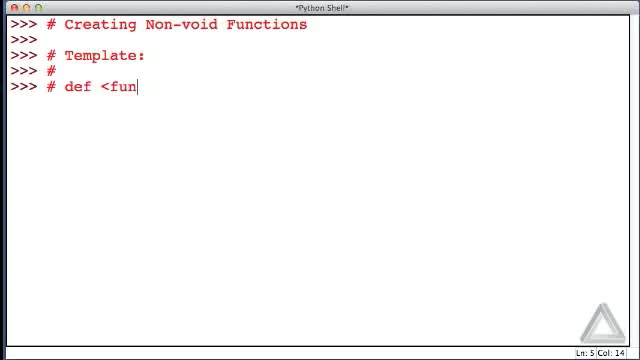 *Python Shell*
>>> # Creating Non-void Functions
>>>
>>> # Template:
>>> #
>>> # def <fun
Ln: 5 Col: 14